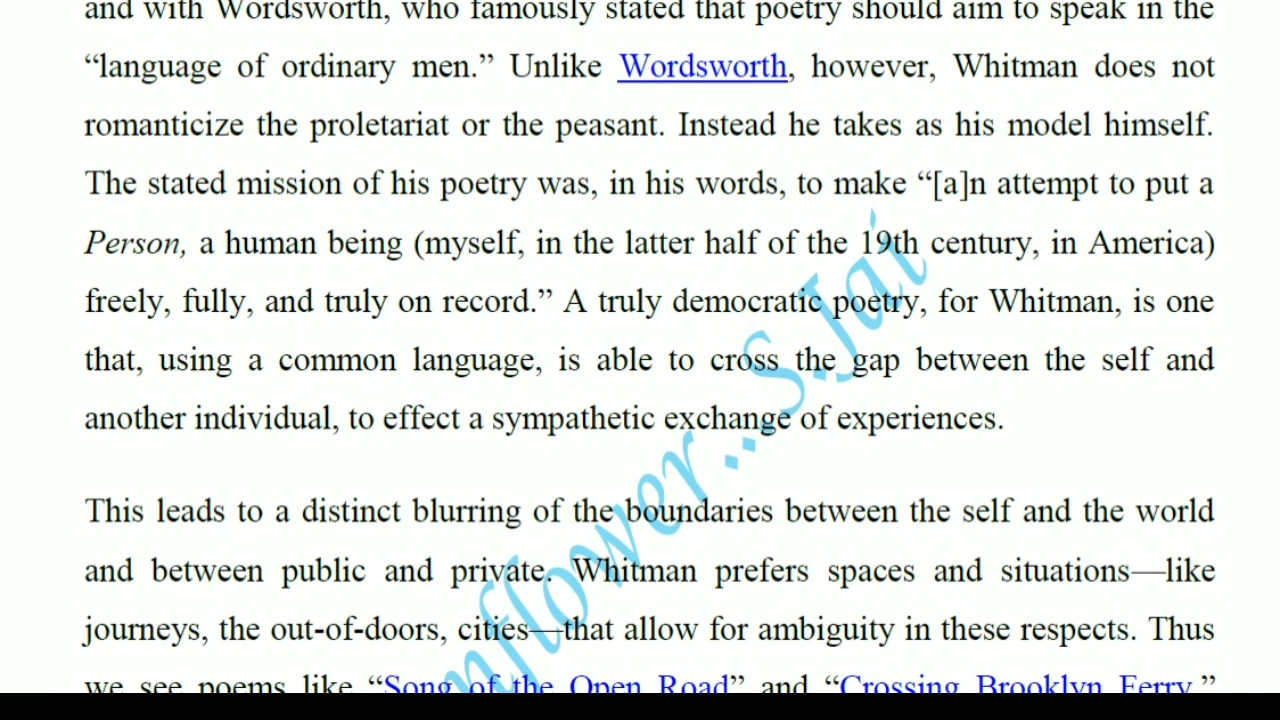 and with Wordsworth, who famously stated that poetry should aim to speak in the
“language of ordinary men.” Unlike Wordsworth, however, Whitman does not
romanticize the proletariat or the peasant. Instead he takes as his model himself.
The stated mission of his poetry was, in his words, to make “[a]n attempt to put a
Person, a human being (myself, in the latter half of the 19th century, in America)
freely, fully, and truly on record.” A truly democratic poetry, for Whitman, is one
that, using a common language, is able to cross the gap between the self and
another individual, to effect a sympathetic exchange of experiences.
This leads to a distinct blurring of the boundaries between the self and the world
and between public and private. Whitman prefers spaces and situations—like
journeys, the out-of-doors, cities—that allow for ambiguity in these respects. Thus
we see poems like “Song of the Open Road” and “Crossing Brooklyn Ferry,”
nflower...S.Jai